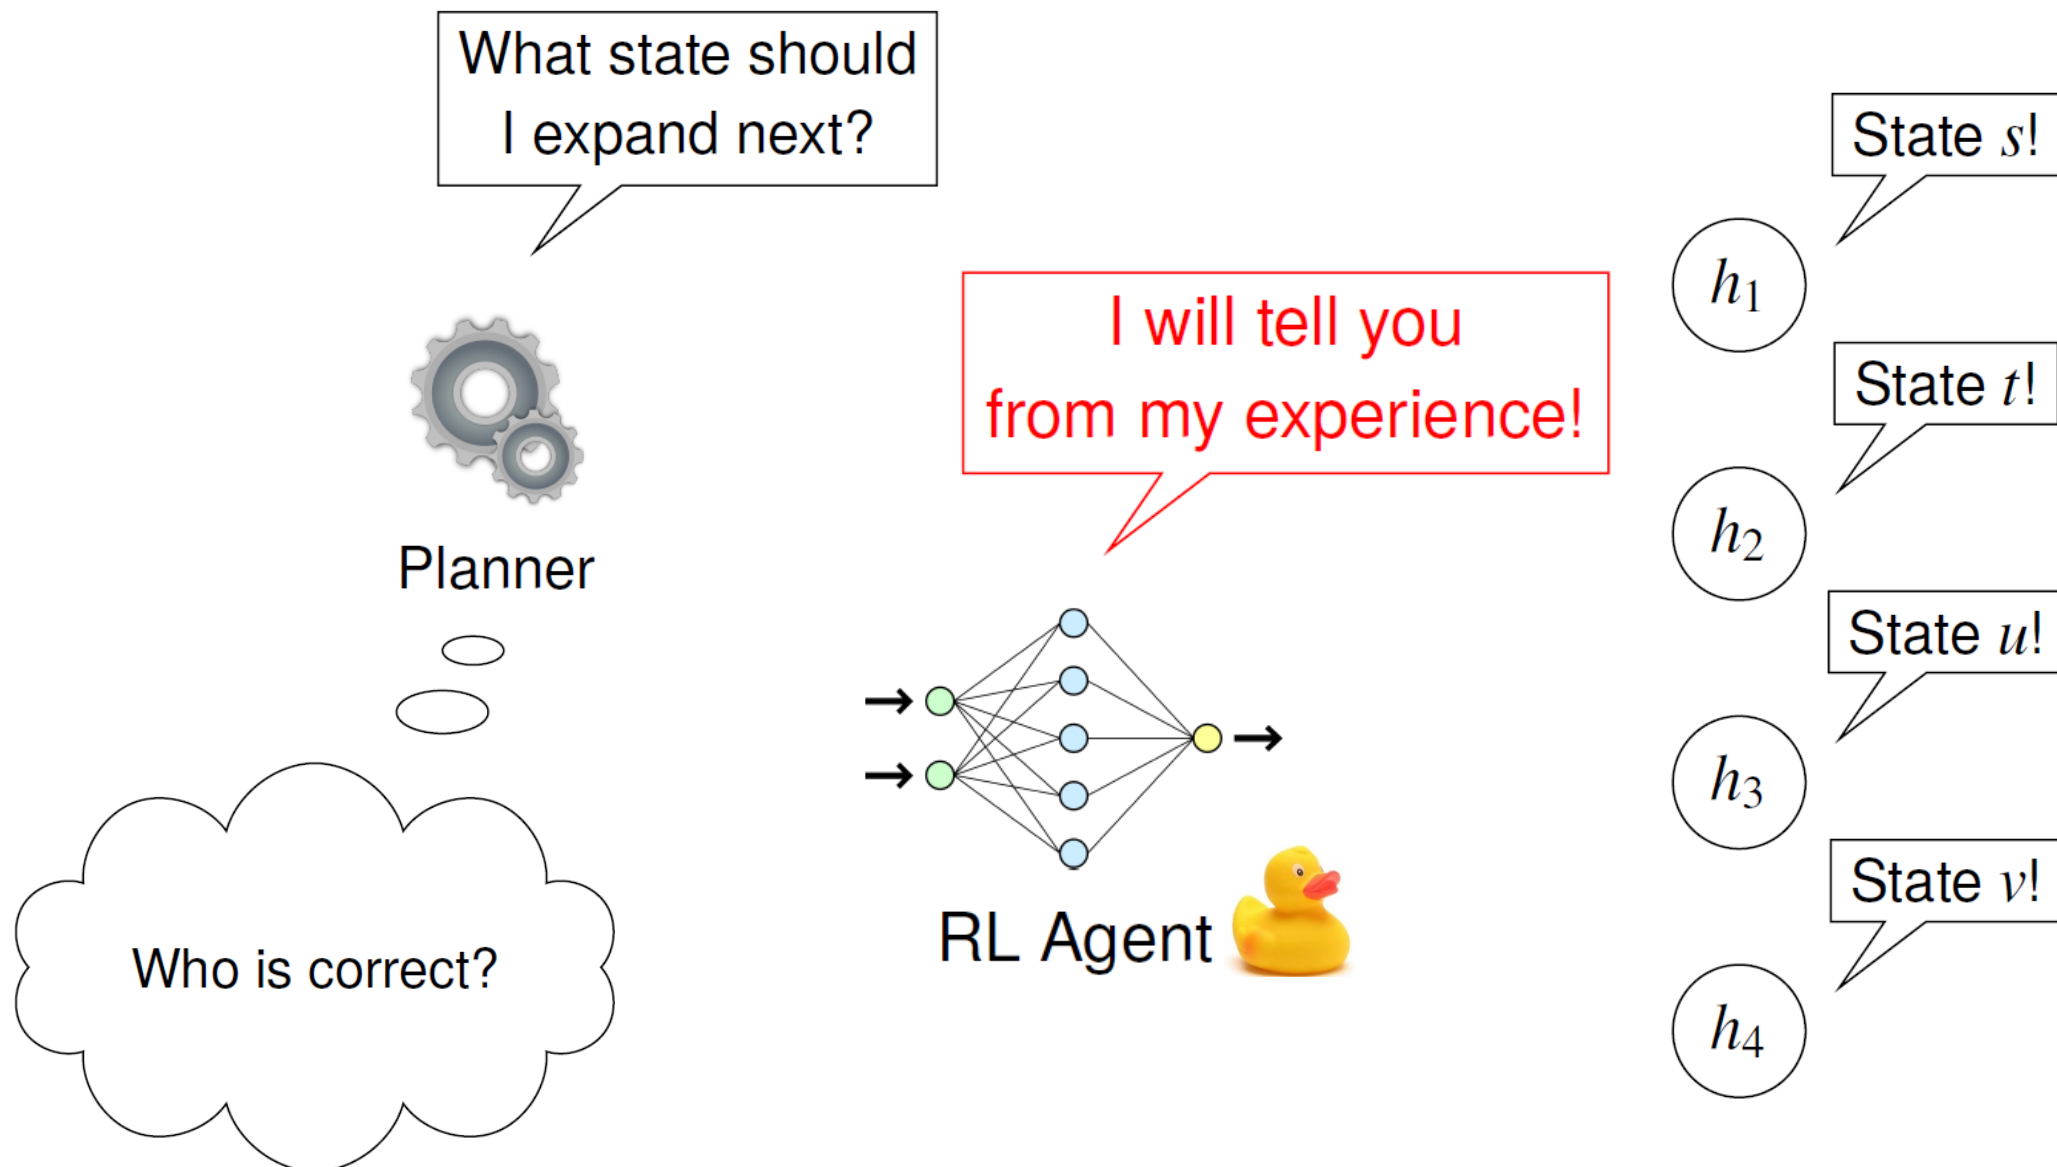 What state should
I expand next?
Planner
Who is correct?
I will tell you
from my experience!
RL Agent
State s!
h1
State t!
h2
State u!
h3
State v!
h4